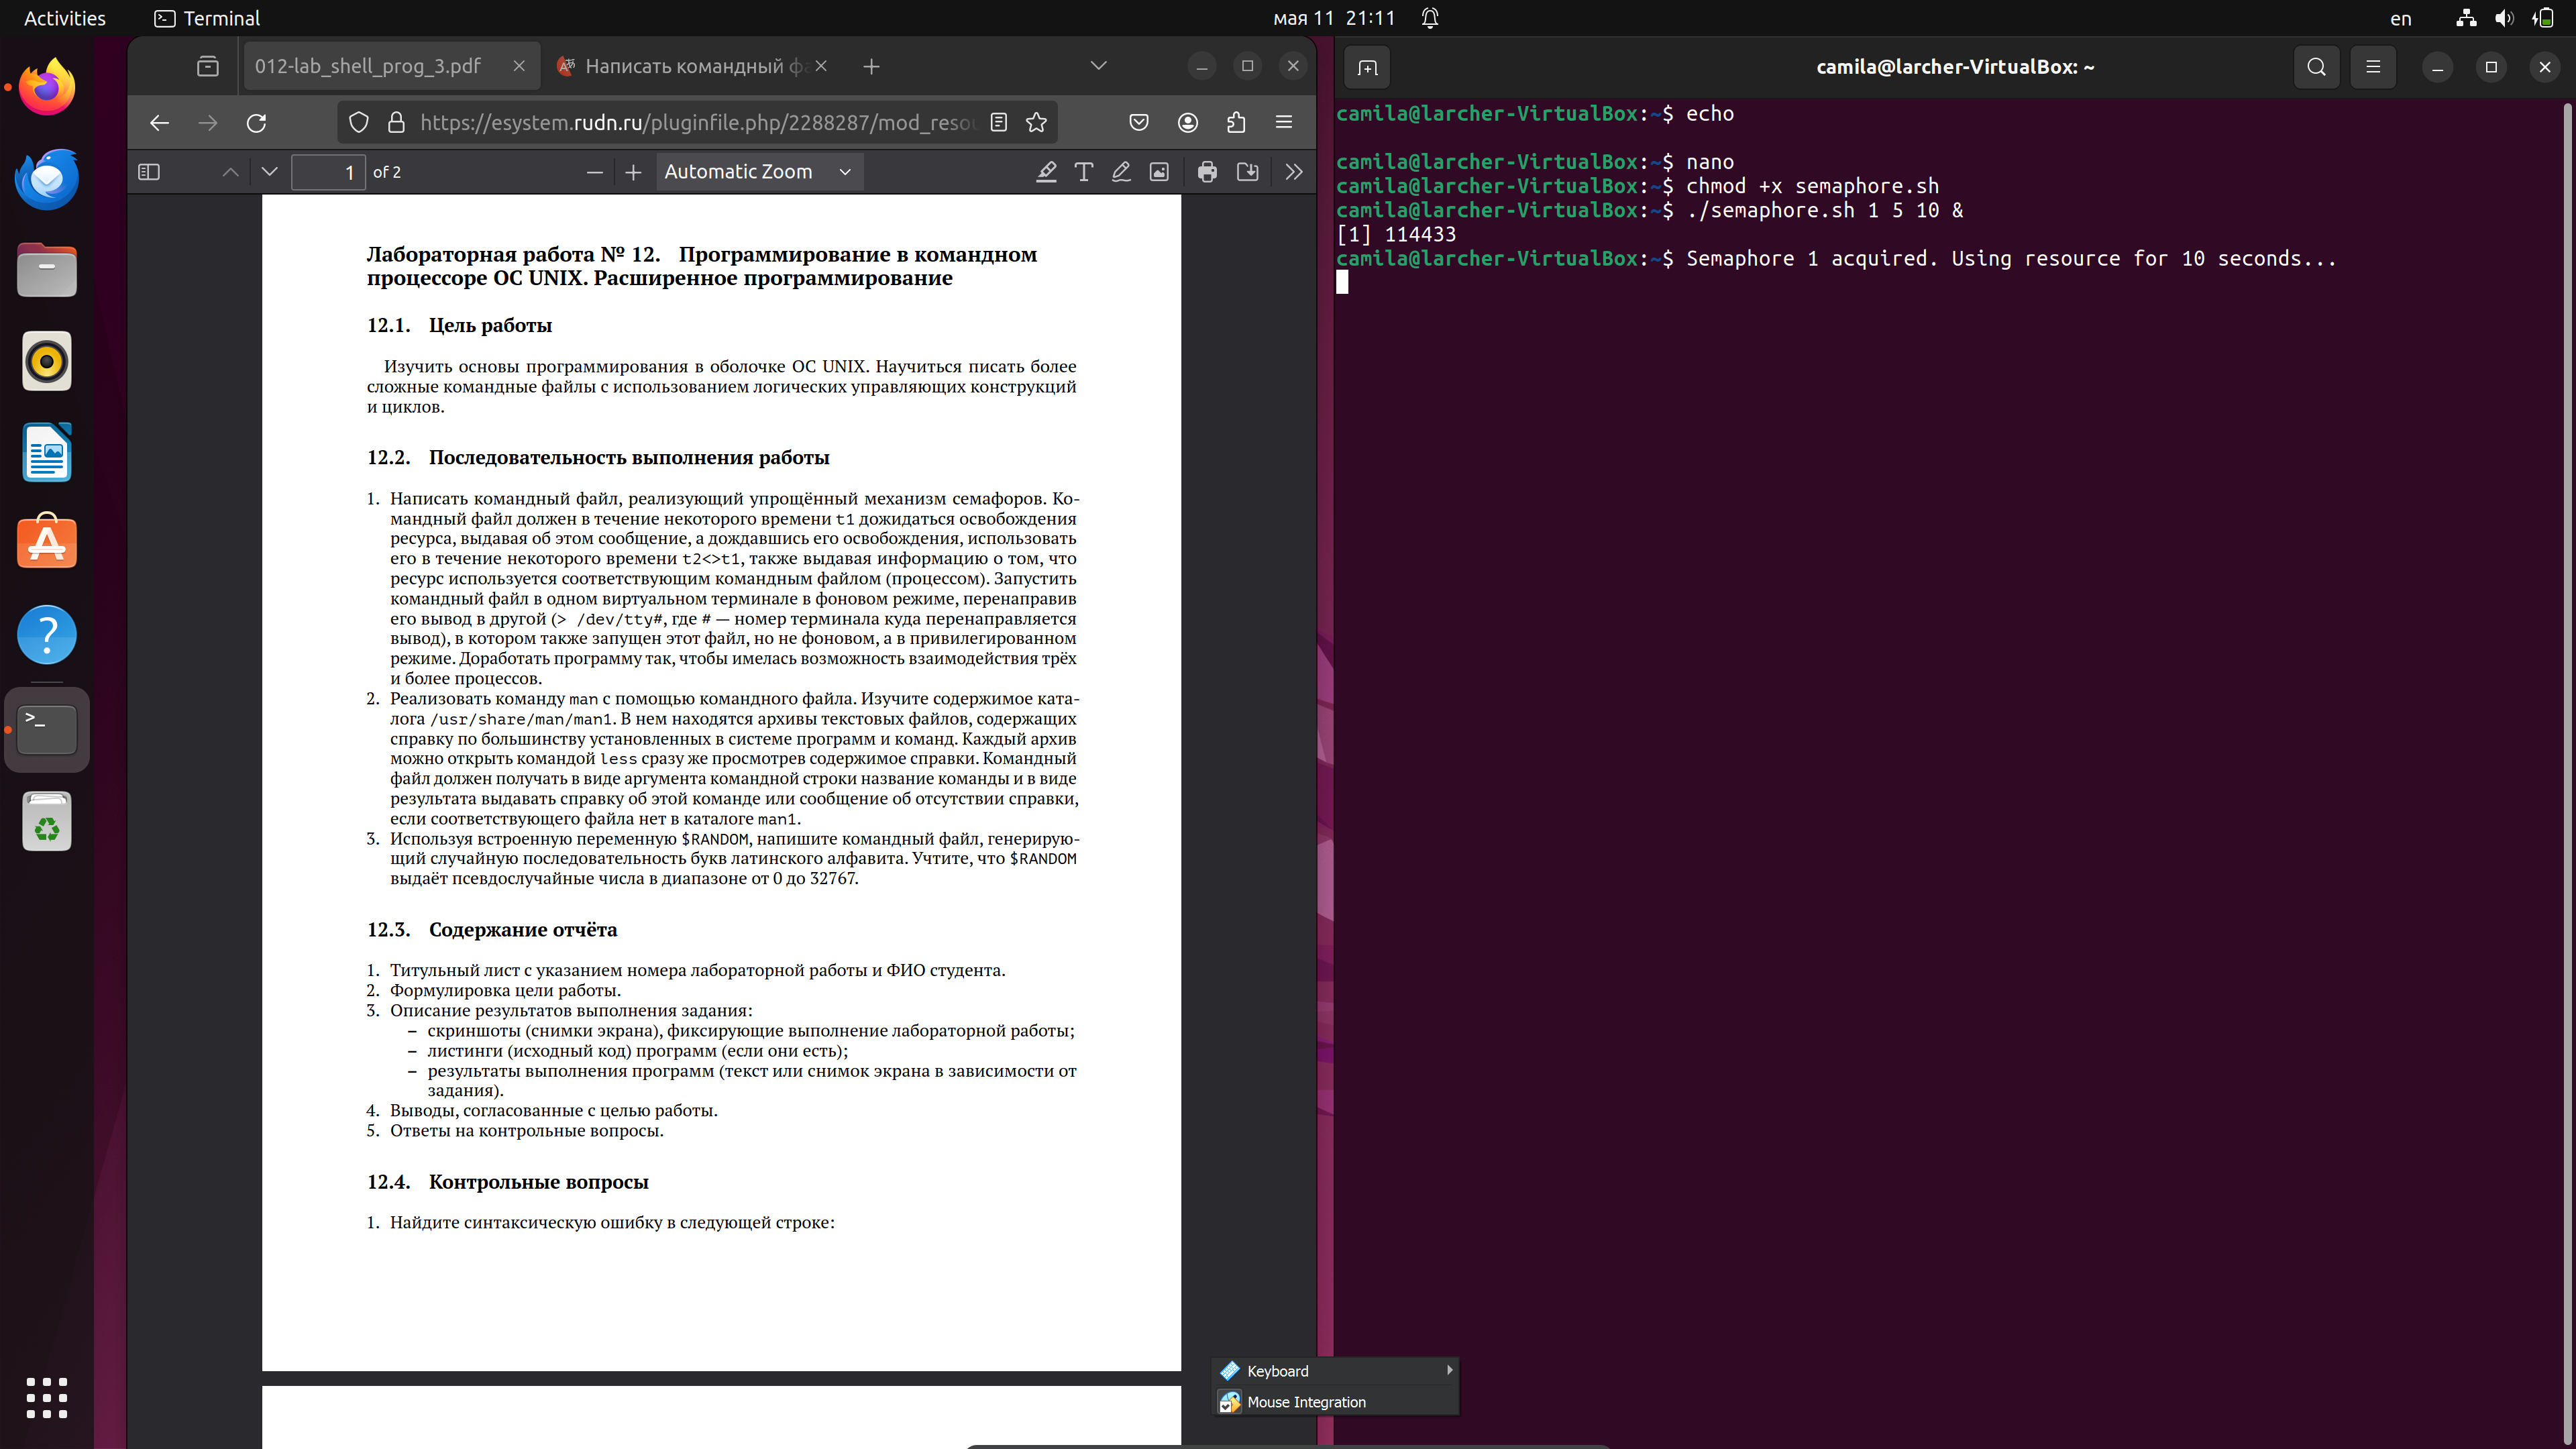 Activities
Terminal
мая 11 21:11
en
012-lab_shell_prog_3.pdf
Написать командный фа
https://esystem.rudn.ru/pluginfile.php/2288287/mod_resou
1 of 2
Automatic Zoom
Лабораторная работа № 12. Программирование в командном
процессоре ОС UNIX. Расширенное программирование
12.1. Цель работы
Изучить основы программирования в оболочке ОС UNIX. Научиться писать более
сложные командные файлы с использованием логических управляющих конструкций
и циклов.
12.2. Последовательность выполнения работы
1. Написать командный файл, реализующий упрощённый механизм семафоров. Ко-
мандный файл должен в течение некоторого времени t1 дожидаться освобождения
ресурса, выдавая об этом сообщение, а дождавшись его освобождения, использовать
его в течение некоторого времени t2<>t1, также выдавая информацию о том, что
ресурс используется соответствующим командным файлом (процессом). Запустить
командный файл в одном виртуальном терминале в фоновом режиме, перенаправив
его вывод в другой (> /dev/tty#, где # — номер терминала куда перенаправляется
вывод), в котором также запущен этот файл, но не фоновом, а в привилегированном
режиме. Доработать программу так, чтобы имелась возможность взаимодействия трёх
и более процессов.
2. Реализовать команду man с помощью командного файла. Изучите содержимое ката-
лога /usr/share/man/man1. В нем находятся архивы текстовых файлов, содержащих
справку по большинству установленных в системе программ и команд. Каждый архив
можно открыть командой less сразу же просмотрев содержимое справки. Командный
файл должен получать в виде аргумента командной строки название команды и в виде
результата выдавать справку об этой команде или сообщение об отсутствии справки,
если соответствующего файла нет в каталоге man1.
3. Используя встроенную переменную $RANDOM, напишите командный файл, генерирую-
щий случайную последовательность букв латинского алфавита. Учтите, что $RANDOM
выдаёт псевдослучайные числа в диапазоне от 0 до 32767.
12.3. Содержание отчёта
1. Титульный лист с указанием номера лабораторной работы и ФИО студента.
2. Формулировка цели работы.
3. Описание результатов выполнения задания:
– скриншоты (снимки экрана), фиксирующие выполнение лабораторной работы;
– листинги (исходный код) программ (если они есть);
– результаты выполнения программ (текст или снимок экрана в зависимости от
задания).
4. Выводы, согласованные с целью работы.
5. Ответы на контрольные вопросы.
12.4. Контрольные вопросы
1. Найдите синтаксическую ошибку в следующей строке:
camila@larcher-VirtualBox: ~
camila@larcher-VirtualBox:~$ echo
camila@larcher-VirtualBox:~$ nano
camila@larcher-VirtualBox:~$ chmod +x semaphore.sh
camila@larcher-VirtualBox:~$ ./semaphore.sh 1 5 10 &
[1] 114433
camila@larcher-VirtualBox:~$ Semaphore 1 acquired. Using resource for 10 seconds...
Keyboard
Mouse Integration